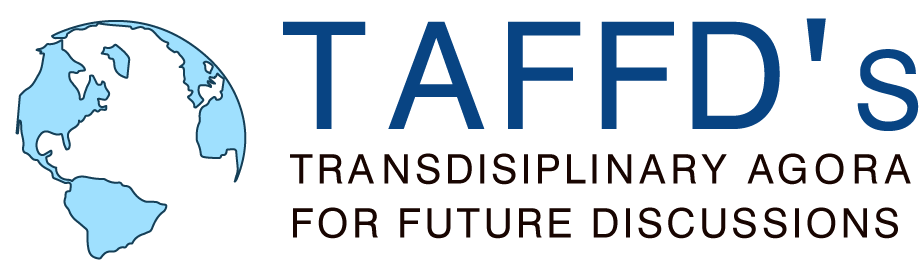 TAFFD's
TRANSDISIPLINARY AGORA
FOR FUTURE DISCUSSIONS